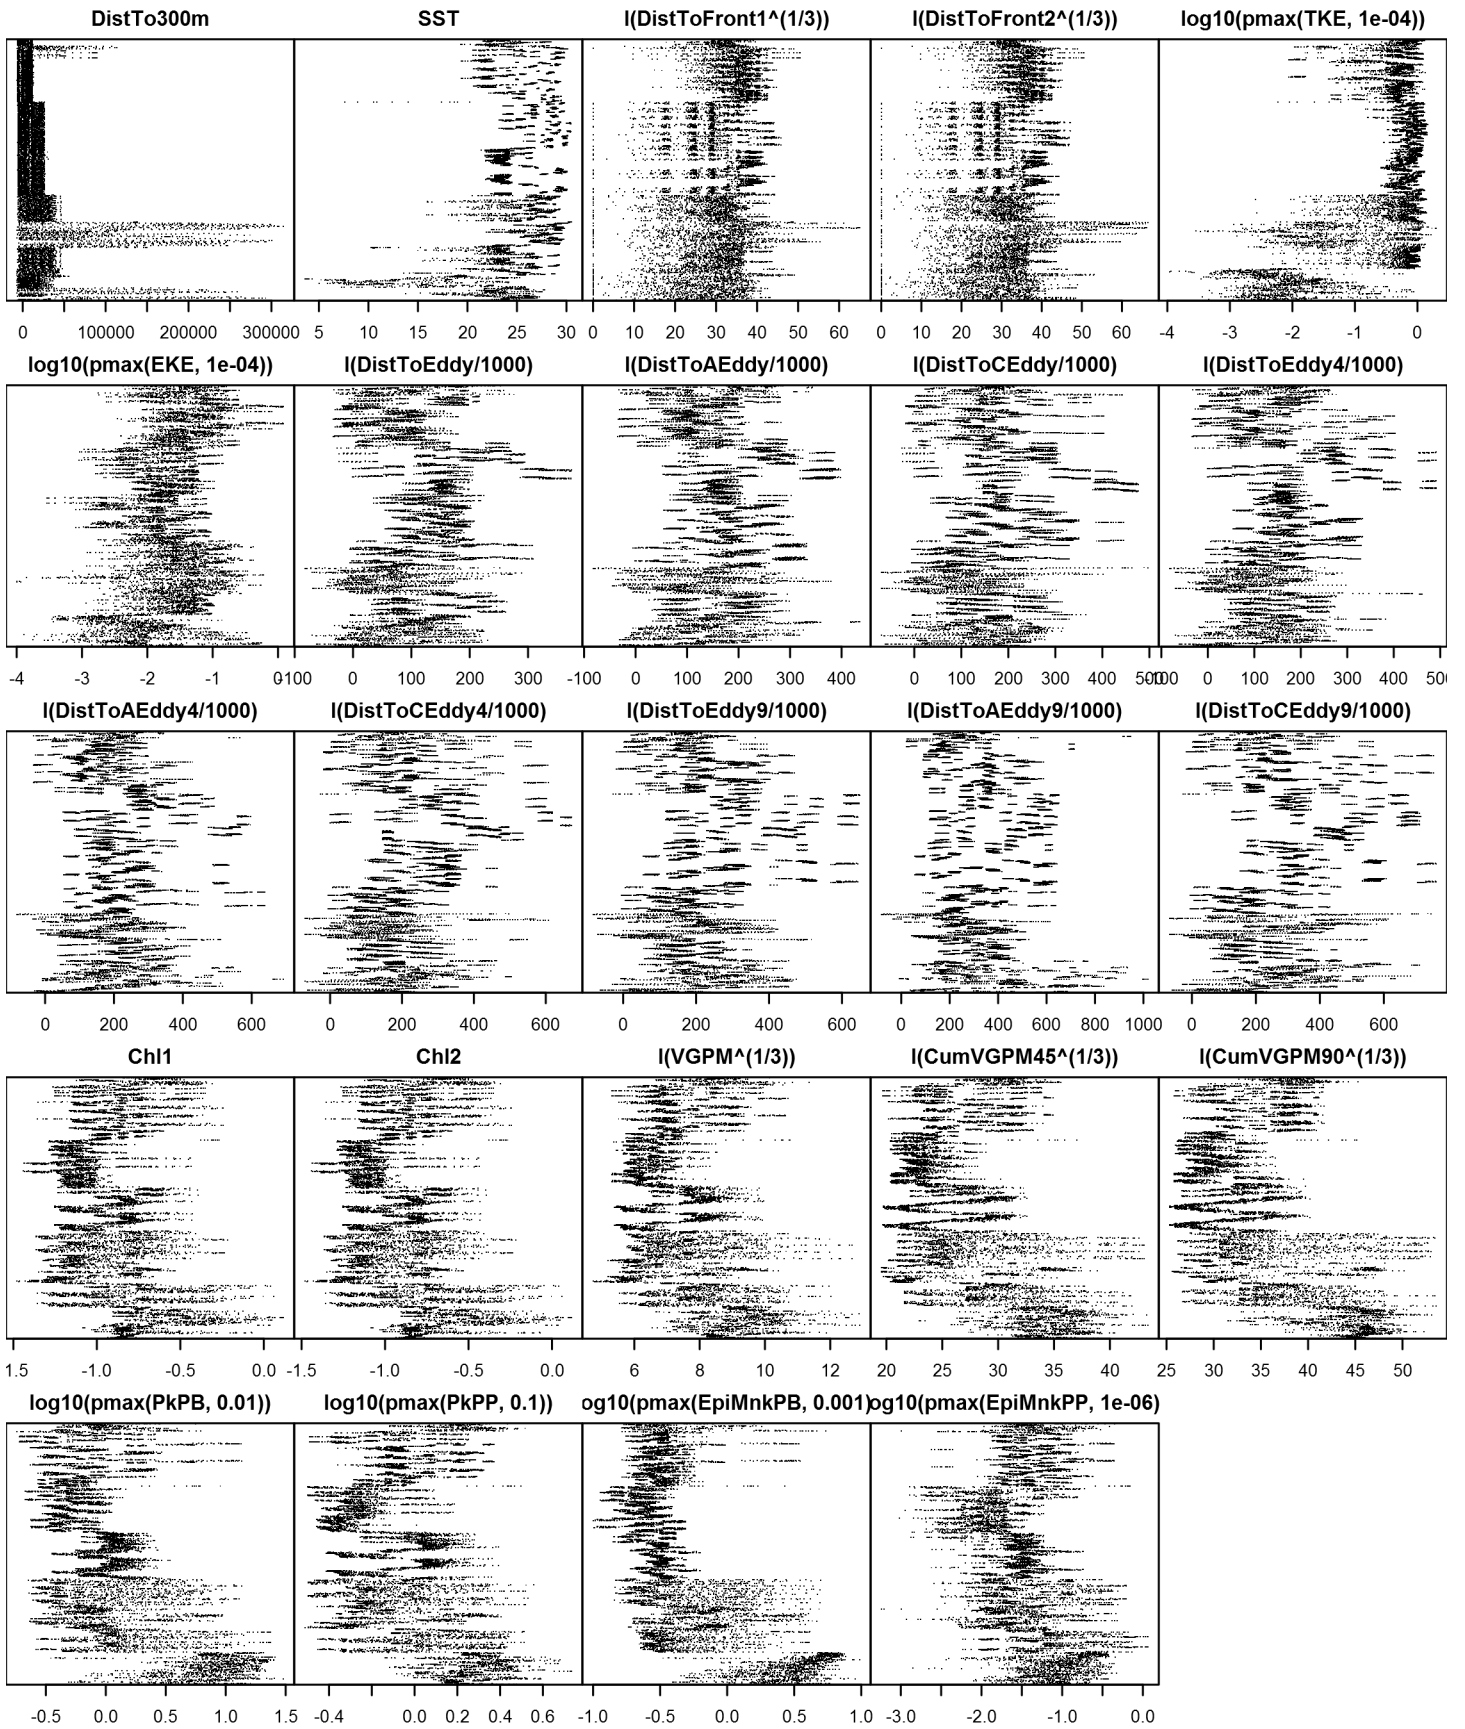 DistTo300m SST I(DistToFront1^(1/3)) I(DistToFront2^(1/3)) log10(pmax(TKE, 1e-04))
0 100000 200000 300000 5 10 15 20 25 30 0 10 20 30 40 50 60 0 10 20 30 40 50 60 -4 -3 -2 -1 0
log10(pmax(EKE, 1e-04)) I(DistToEddy/1000) I(DistToAEddy/1000) I(DistToCEddy/1000) I(DistToEddy4/1000)
-4 -3 -2 -1 0 -100 0 100 200 300 -100 0 100 200 300 400 0 100 200 300 400 500 -100 0 100 200 300 400 500
I(DistToAEddy4/1000) I(DistToCEddy4/1000) I(DistToEddy9/1000) I(DistToAEddy9/1000) I(DistToCEddy9/1000)
0 200 400 600 0 200 400 600 0 200 400 600 0 200 400 600 800 1000 0 200 400 600
Chl1 Chl2 I(VGPM^(1/3)) I(CumVGPM45^(1/3)) I(CumVGPM90^(1/3))
1.5 -1.0 -0.5 0.0 -1.5 -1.0 -0.5 0.0 6 8 10 12 20 25 30 35 40 25 30 35 40 45 50
log10(pmax(PkPB, 0.01)) log10(pmax(PkPP, 0.1)) og10(pmax(EpiMnkPB, 0.001) og10(pmax(EpiMnkPP, 1e-06)
-0.5 0.0 0.5 1.0 1.5 -0.4 0.0 0.2 0.4 0.6 -1.0 -0.5 0.0 0.5 1.0 -3.0 -2.0 -1.0 0.0